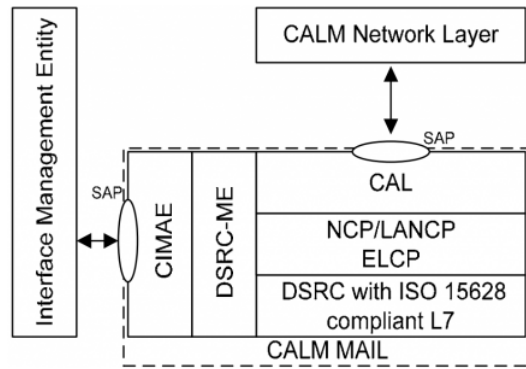 CALM Network Layer
SAP
Interface Management Entity
SAP
CIMAE
DSRC-ME
CAL
NCP/LANCP
ELCP
DSRC with ISO 15628
compliant L7
CALM MAIL